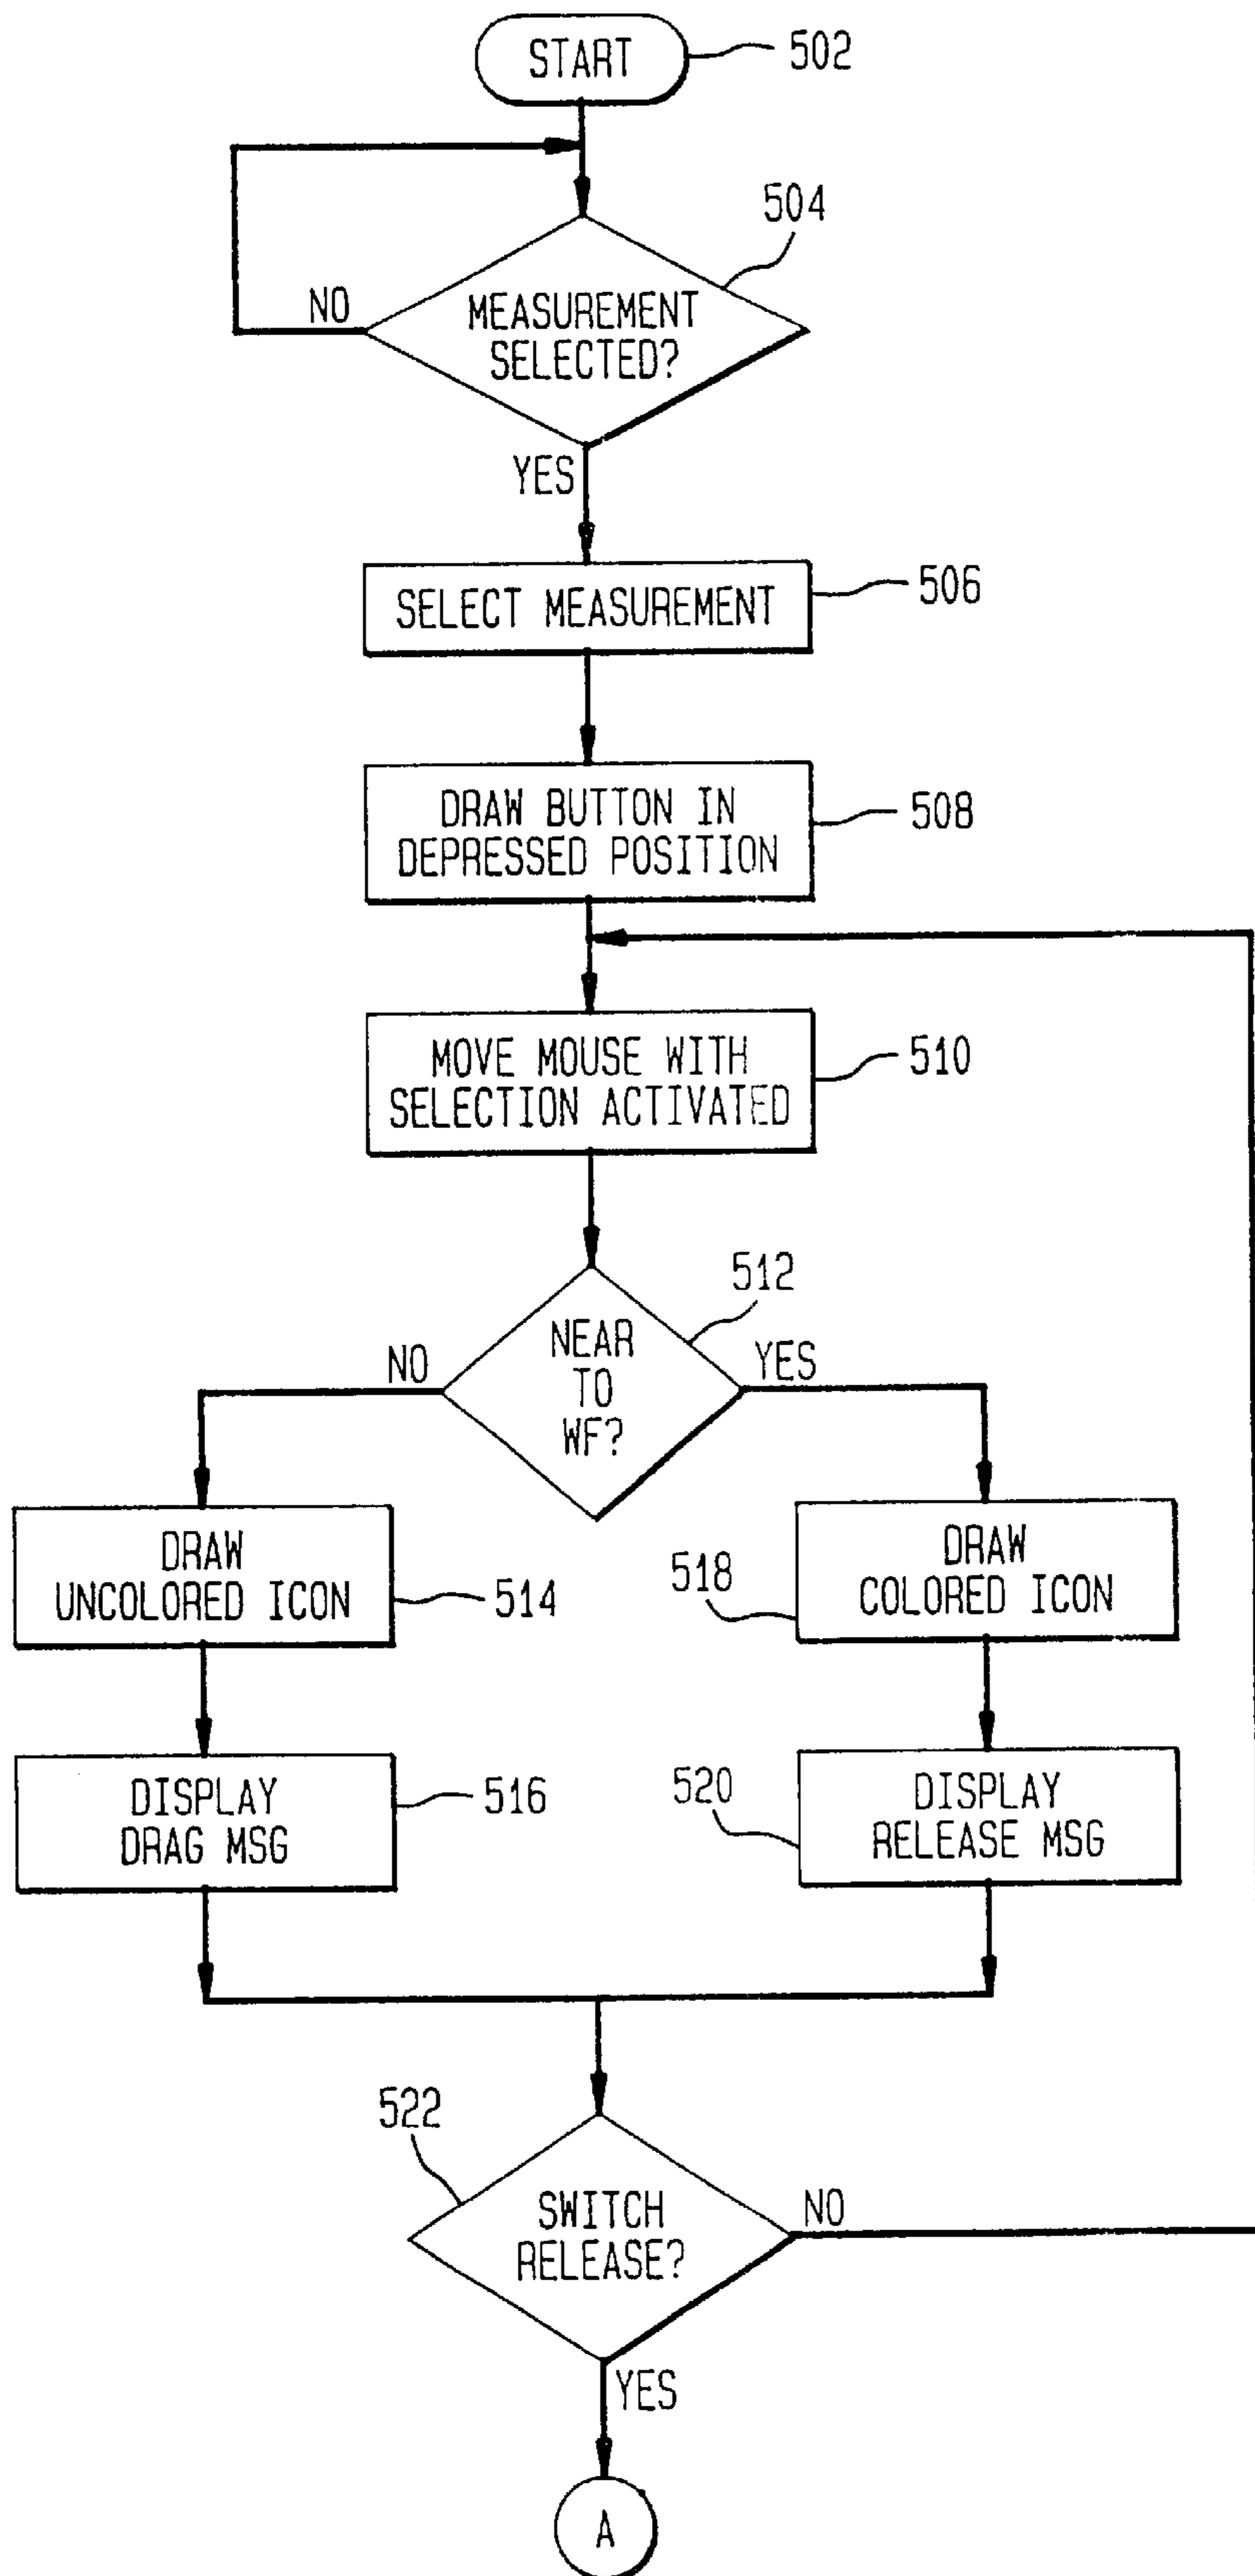 START
502
504
NO
MEASUREMENT
SELECTED?
YES
SELECT MEASUREMENT
506
DRAW BUTTON IN
DEPRESSED POSITION
508
MOVE MOUSE WITH
SELECTION ACTIVATED
510
512
NO
NEAR
TO
WF?
YES
DRAW
UNCOLORED ICON
514
518
DRAW
COLORED ICON
DISPLAY
DRAG MSG
516
520
DISPLAY
RELEASE MSG
522
SWITCH
RELEASE?
NO
YES
A